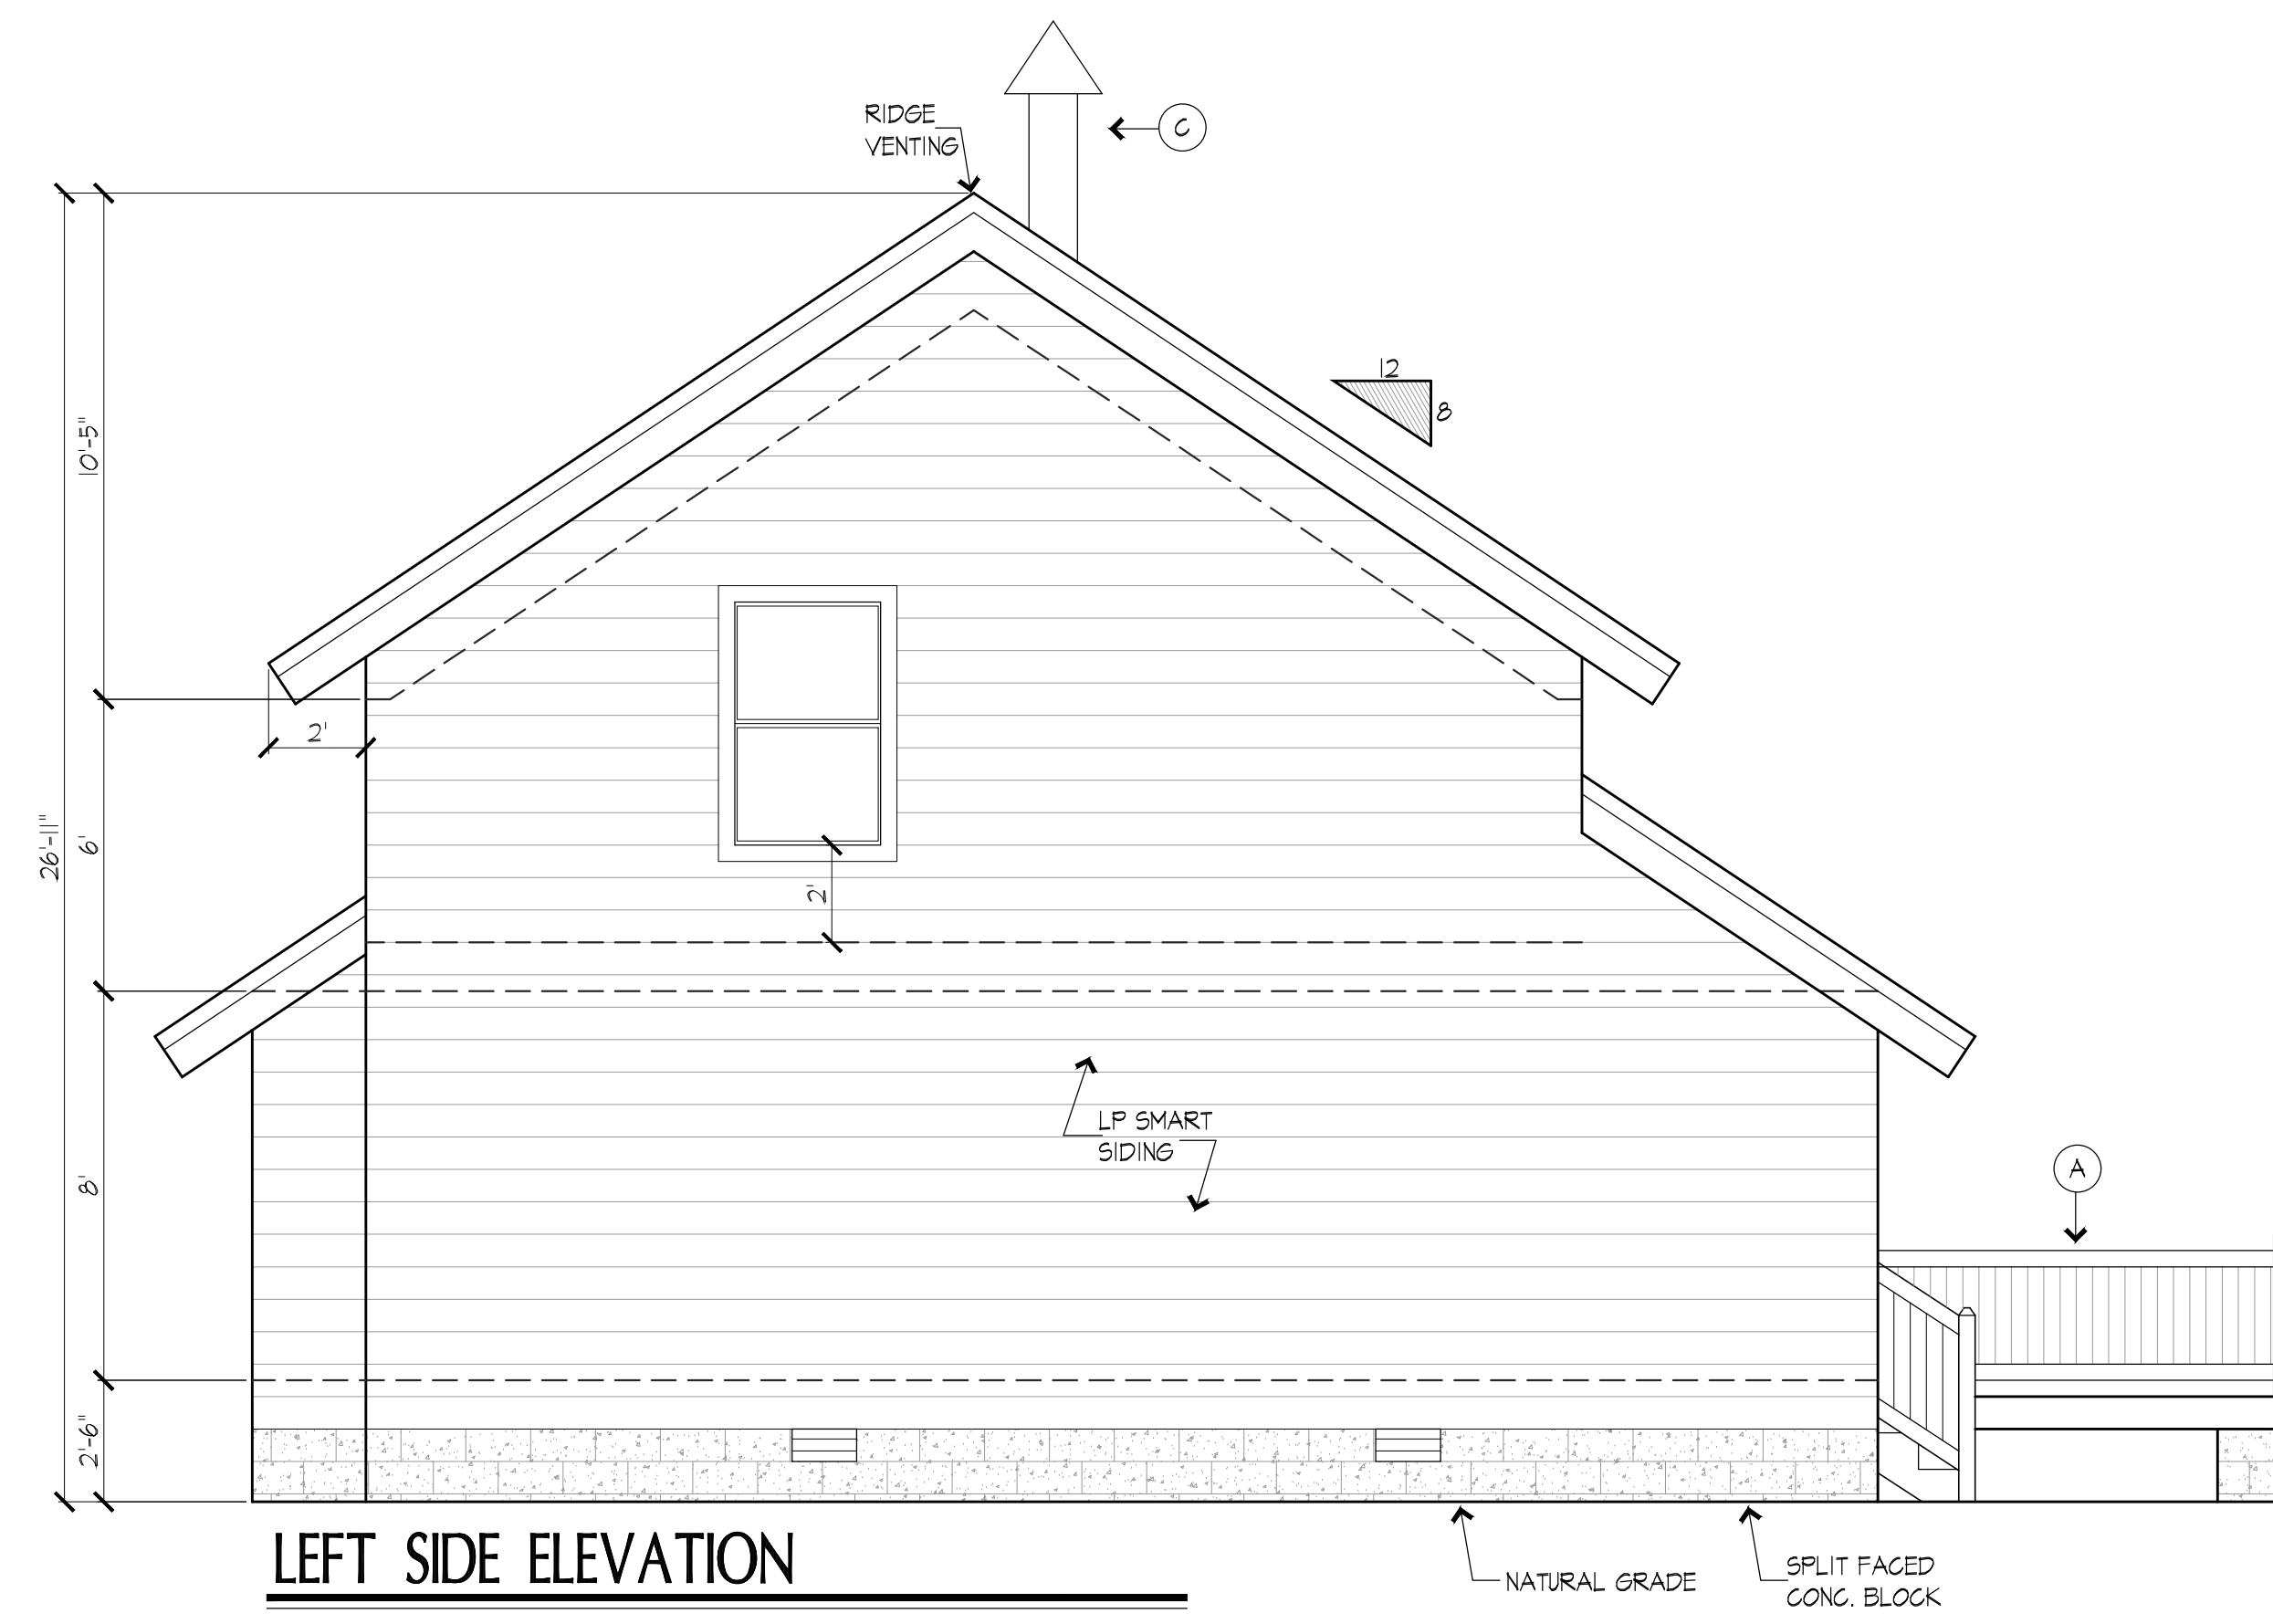 RIDGE
VENTING
C
12
8
10'-5"
2'
26'-11"
6'
2'
8'
LP SMART
SIDING
A
2'-6"
LEFT SIDE ELEVATION
NATURAL GRADE
SPLIT FACED
CONC. BLOCK